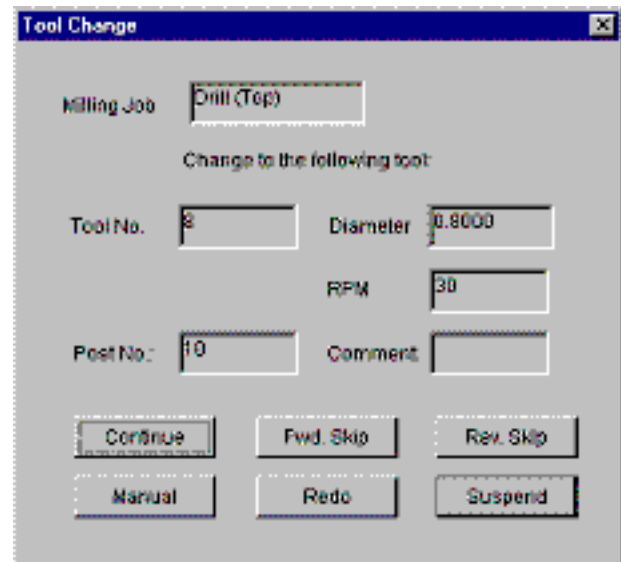 Tool Change
Milling Job Drill (Top)
Change to the following tool:
Tool No. 8 Diameter 0.8000
RPM 30
Post No.: 10 Comment:
Continue Fwd. Skip Rev. Skip
Manual Redo Suspend